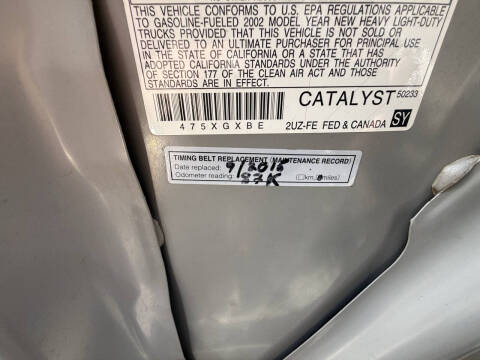 THIS VEHICLE CONFORMS TO U.S. EPA REGULATIONS APPLICABLE
TO GASOLINE-FUELED 2002 MODEL YEAR NEW HEAVY LIGHT-DUTY
TRUCKS PROVIDED THAT THIS VEHICLE IS NOT SOLD OR
DELIVERED TO AN ULTIMATE PURCHASER FOR PRINCIPAL USE
IN THE STATE OF CALIFORNIA OR A STATE THAT HAS
ADOPTED CALIFORNIA STANDARDS UNDER THE AUTHORITY
OF SECTION 177 OF THE CLEAN AIR ACT AND THOSE
STANDARDS ARE IN EFFECT.
CATALYST 50233
475XGXBE 2UZ-FE FED & CANADA SY
TIMING BELT REPLACEMENT (MAINTENANCE RECORD)
Date replaced: 9/2015
Odometer reading: 87K (□km, miles)